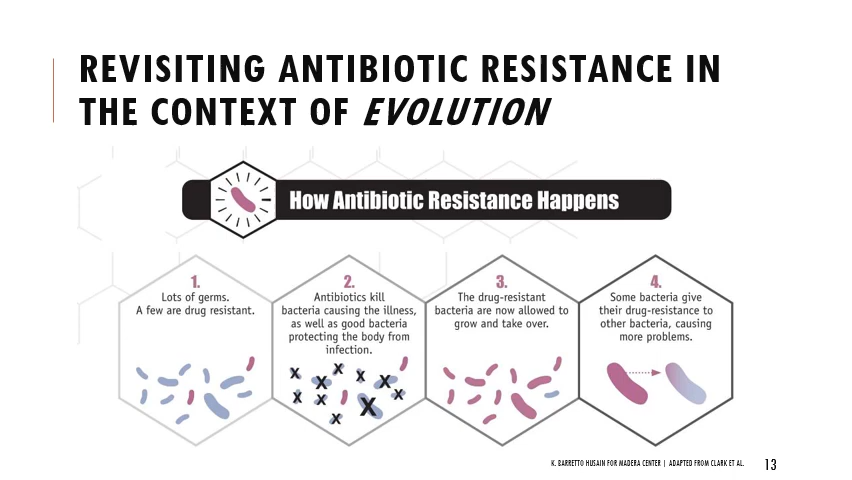 REVISITING ANTIBIOTIC RESISTANCE IN
THE CONTEXT OF EVOLUTION
How Antibiotic Resistance Happens
1.
Lots of germs.
A few are drug resistant.
2.
Antibiotics kill
bacteria causing the illness,
as well as good bacteria
protecting the body from
infection.
X X X X X X X X X X
3.
The drug-resistant
bacteria are now allowed to
grow and take over.
4.
Some bacteria give
their drug-resistance to
other bacteria, causing
more problems.
K. BARRETTO HUSAIN FOR MADERA CENTER | ADAPTED FROM CLARK ET AL.
13